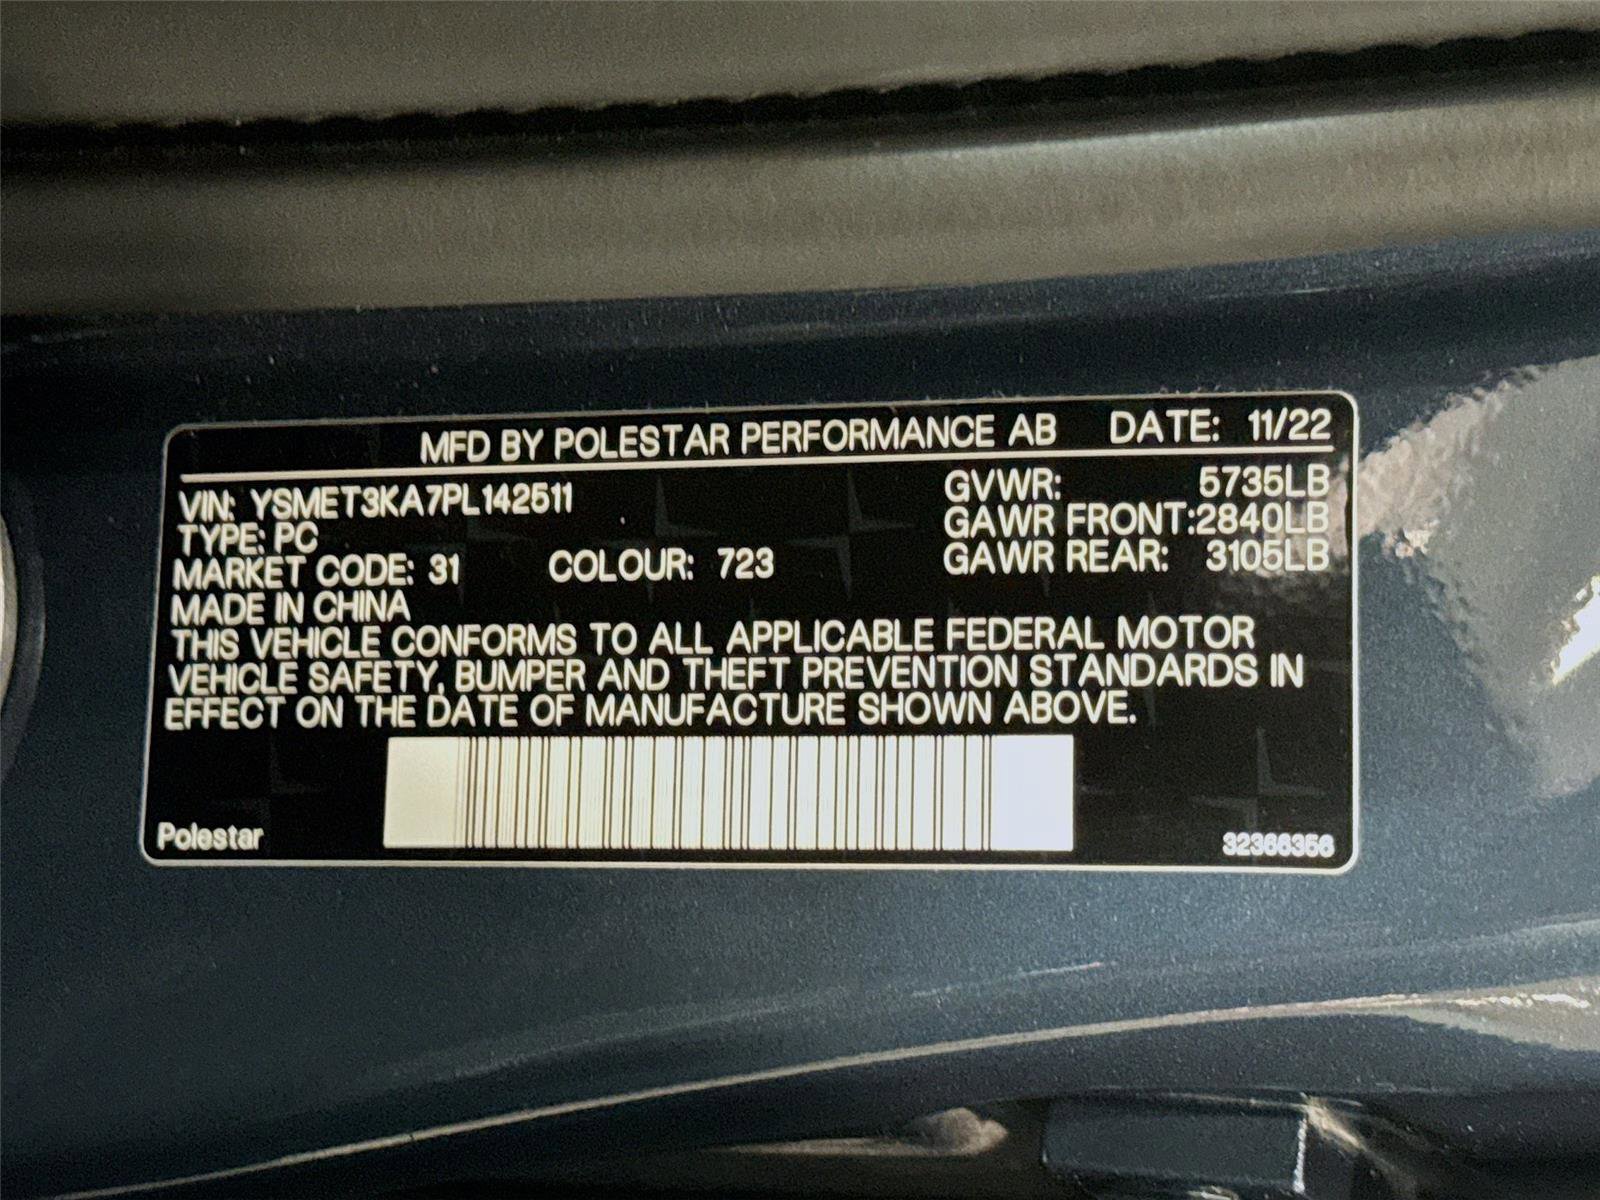 MFD BY POLESTAR PERFORMANCE AB DATE: 11/22
VIN: YSMET3KA7PL142511 GVWR: 5735LB
TYPE: PC GAWR FRONT:2840LB
MARKET CODE: 31 COLOUR: 723 GAWR REAR: 3105LB
MADE IN CHINA
THIS VEHICLE CONFORMS TO ALL APPLICABLE FEDERAL MOTOR
VEHICLE SAFETY, BUMPER AND THEFT PREVENTION STANDARDS IN
EFFECT ON THE DATE OF MANUFACTURE SHOWN ABOVE.
Polestar 32366356